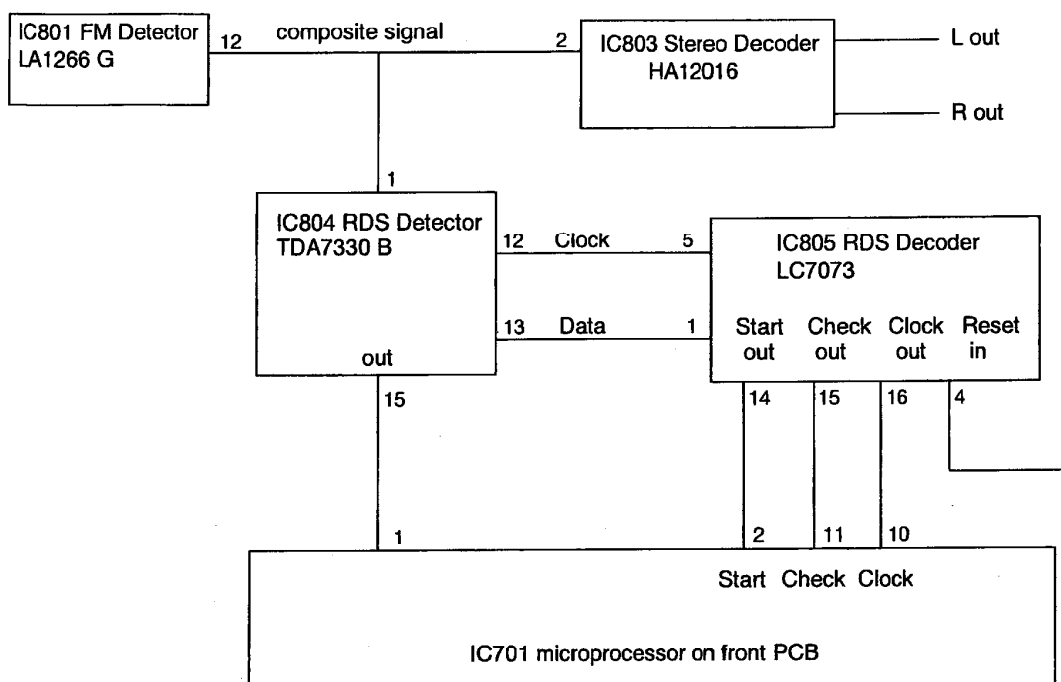 IC801 FM Detector
LA1266 G
12
composite signal
2
IC803 Stereo Decoder
HA12016
L out
R out
1
IC804 RDS Detector
TDA7330 B
12
Clock
5
13
Data
1
out
15
IC805 RDS Decoder
LC7073
Start out
Check out
Clock out
Reset in
14
15
16
4
1
2
11
10
Start Check Clock
IC701 microprocessor on front PCB